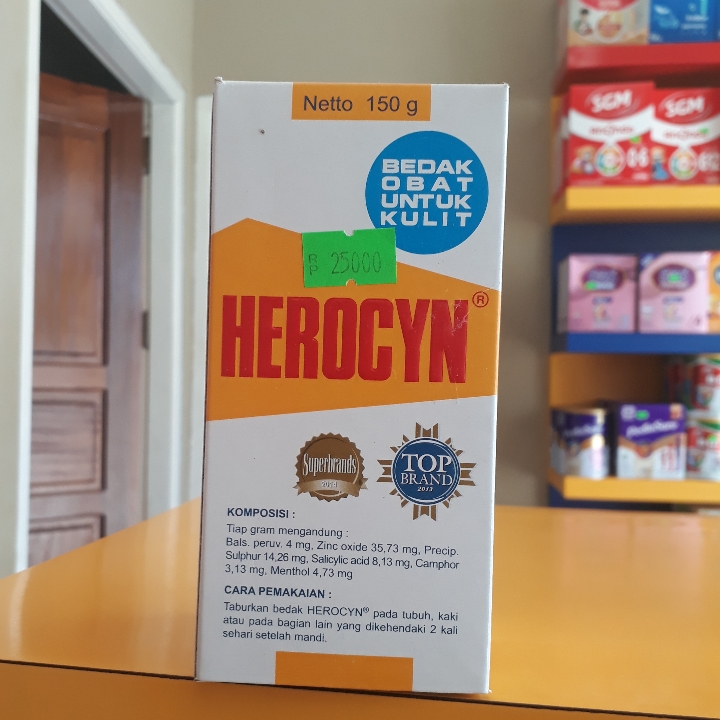 Netto 150 g
BEDAK
OBAT
UNTUK
KULIT
RP 25000
HEROCYN®
Superbrands
TOP
BRAND
2013
KOMPOSISI :
Tiap gram mengandung :
Bals. peruv. 4 mg, Zinc oxide 35,73 mg, Precip.
Sulphur 14,26 mg, Salicylic acid 8,13 mg, Camphor
3,13 mg, Menthol 4,73 mg
CARA PEMAKAIAN :
Taburkan bedak HEROCYN® pada tubuh, kaki
atau pada bagian lain yang dikehendaki 2 kali
sehari setelah mandi.
SGM
SGM